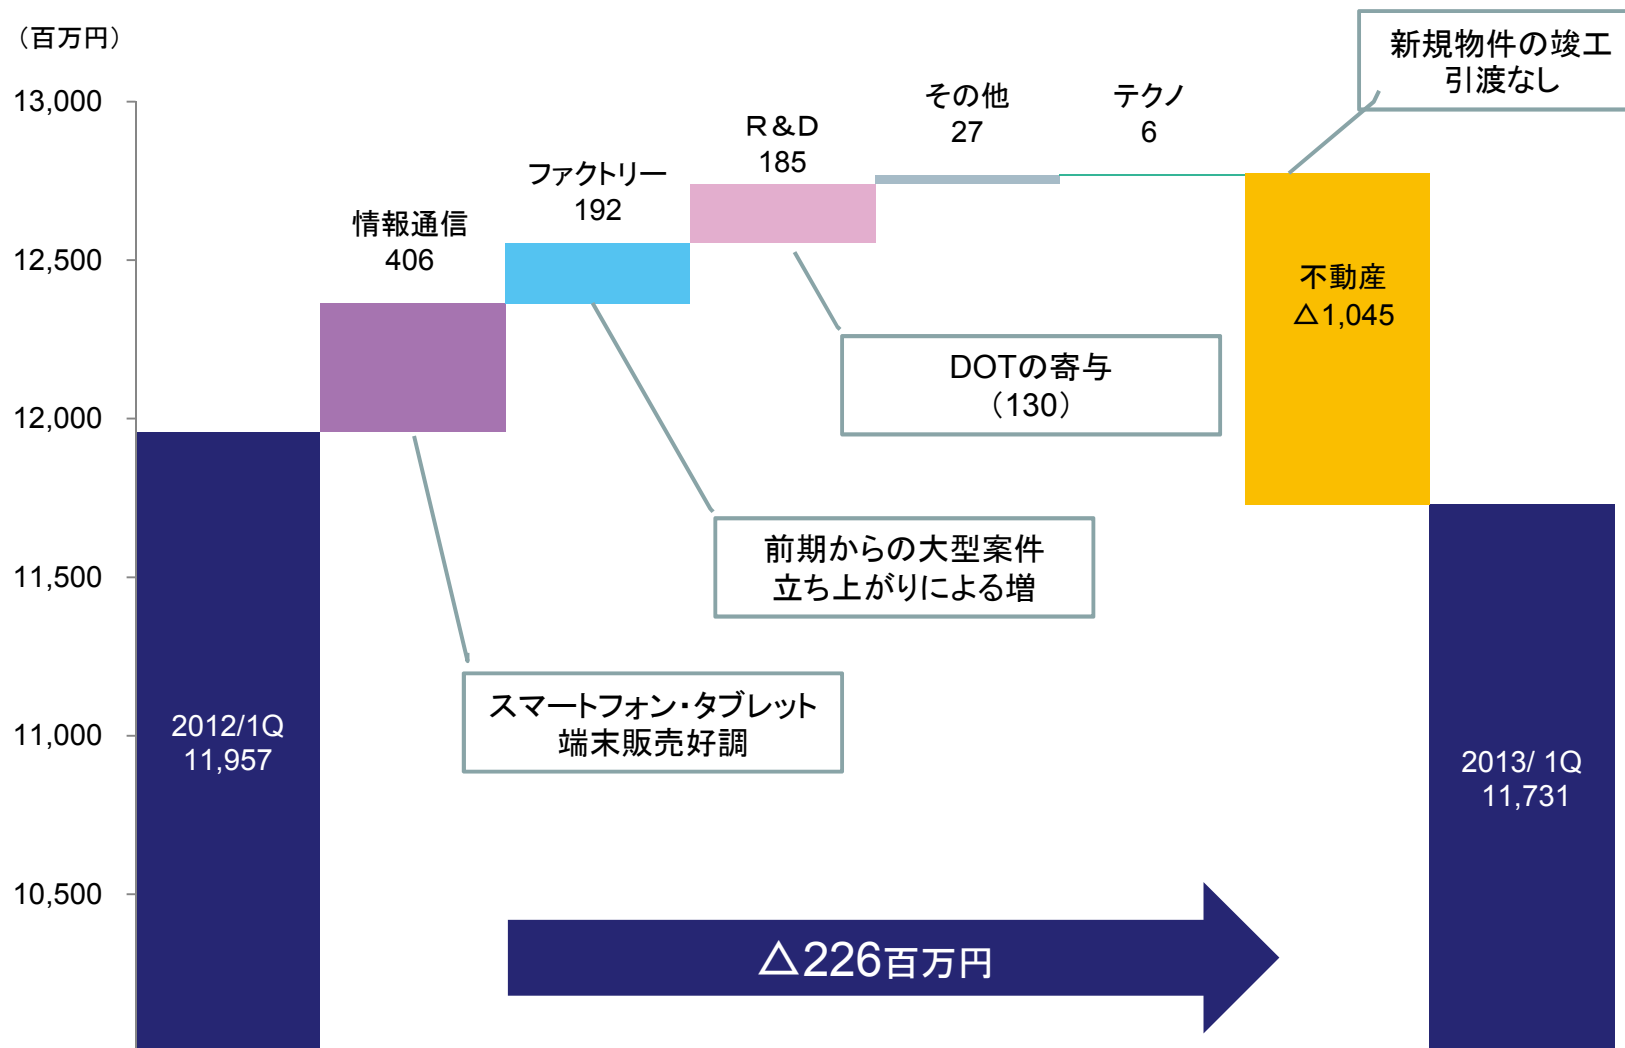 （百万円）
13,000
12,500
12,000
11,500
11,000
10,500
2012/1Q
11,957
情報通信
406
ファクトリー
192
R&D
185
その他
27
テクノ
6
不動産
△1,045
2013/ 1Q
11,731
新規物件の竣工
引渡なし
DOTの寄与
（130）
前期からの大型案件
立ち上がりによる増
スマートフォン・タブレット
端末販売好調
△226百万円